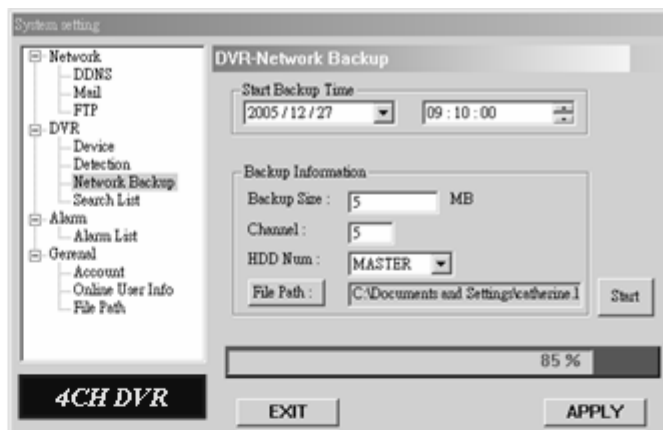 System setting
Network
DDNS
Mail
FTP
DVR
Device
Detection
Network Backup
Search List
Alarm
Alarm List
Gerenal
Account
Online User Info
File Path
4CH DVR
DVR-Network Backup
Start Backup Time
2005 / 12 / 27 09 : 10 : 00
Backup Information
Backup Size : 5 MB
Channel : 5
HDD Num : MASTER
File Path : C:\Documents and Settings\catherine.l
Start
85 %
EXIT APPLY